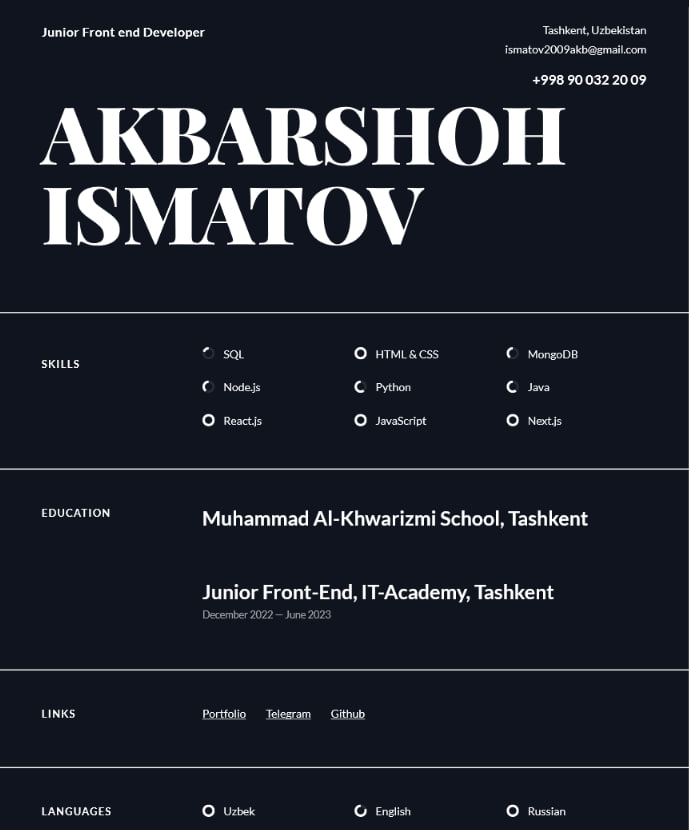 Junior Front end Developer
Tashkent, Uzbekistan
ismatov2009akb@gmail.com
+998 90 032 20 09
AKBARSHOH
ISMATOV
SKILLS
SQL HTML & CSS MongoDB
Node.js Python Java
React.js JavaScript Next.js
EDUCATION
Muhammad Al-Khwarizmi School, Tashkent
Junior Front-End, IT-Academy, Tashkent
December 2022 — June 2023
LINKS
Portfolio Telegram Github
LANGUAGES
Uzbek English Russian